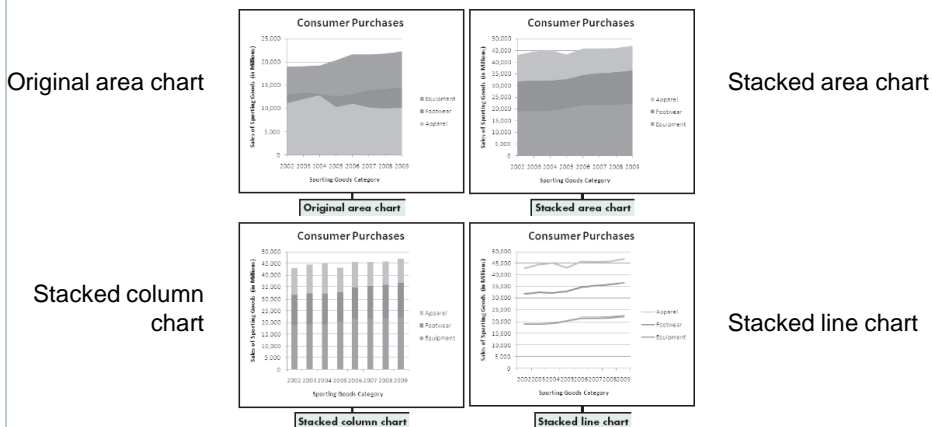 Original area chart
Consumer Purchases
Sales of Sporting Goods (in Millions)
25,000
20,000
15,000
10,000
5,000
0
2002 2003 2004 2005 2006 2007 2008 2009
Sporting Goods Category
Equipment
Footwear
Apparel
Original area chart
Consumer Purchases
Sales of Sporting Goods (in Millions)
50,000
45,000
40,000
35,000
30,000
25,000
20,000
15,000
10,000
5,000
0
2002 2003 2004 2005 2006 2007 2008 2009
Sporting Goods Category
Apparel
Footwear
Equipment
Stacked area chart
Stacked area chart
Stacked column
chart
Consumer Purchases
Sales of Sporting Goods (in Millions)
50,000
45,000
40,000
35,000
30,000
25,000
20,000
15,000
10,000
5,000
0
2002 2003 2004 2005 2006 2007 2008 2009
Sporting Goods Category
Apparel
Footwear
Equipment
Stacked column chart
Consumer Purchases
Sales of Sporting Goods (in Millions)
50,000
45,000
40,000
35,000
30,000
25,000
20,000
15,000
10,000
5,000
0
2002 2003 2004 2005 2006 2007 2008 2009
Sporting Goods Category
Apparel
Footwear
Equipment
Stacked line chart
Stacked line chart